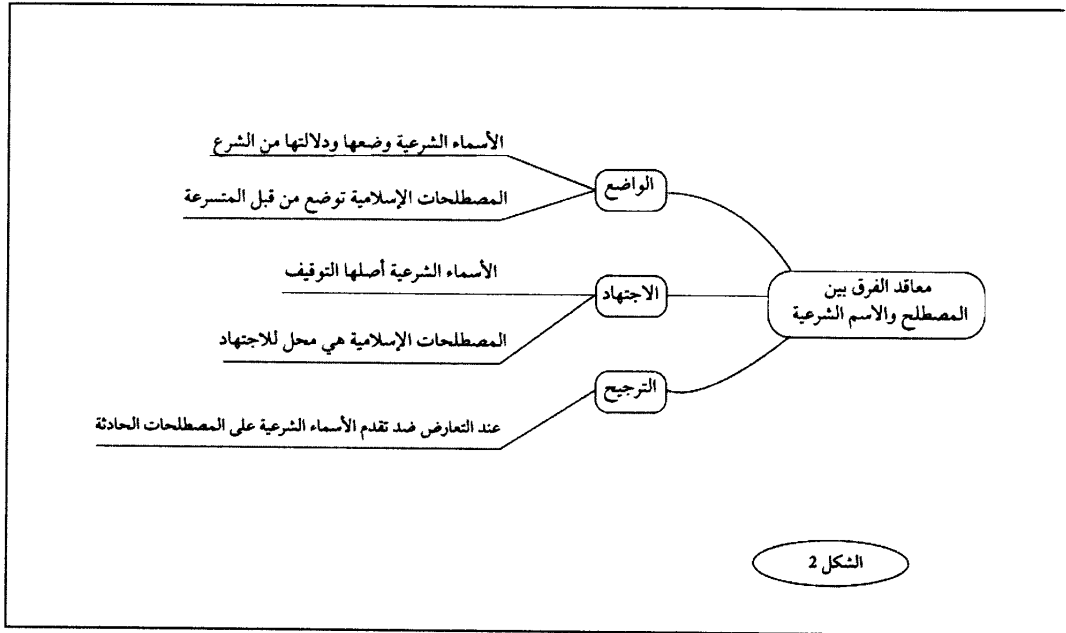 معاقد الفرق بين
المصطلح والاسم الشرعية
الواضع
الأسماء الشرعية وضعها ودلالتها من الشرع
المصطلحات الإسلامية توضع من قبل المتسرعة
الاجتهاد
الأسماء الشرعية أصلها التوقيف
المصطلحات الإسلامية هي محل للاجتهاد
الترجيح
عند التعارض ضد تقدم الأسماء الشرعية على المصطلحات الحادثة
الشكل 2